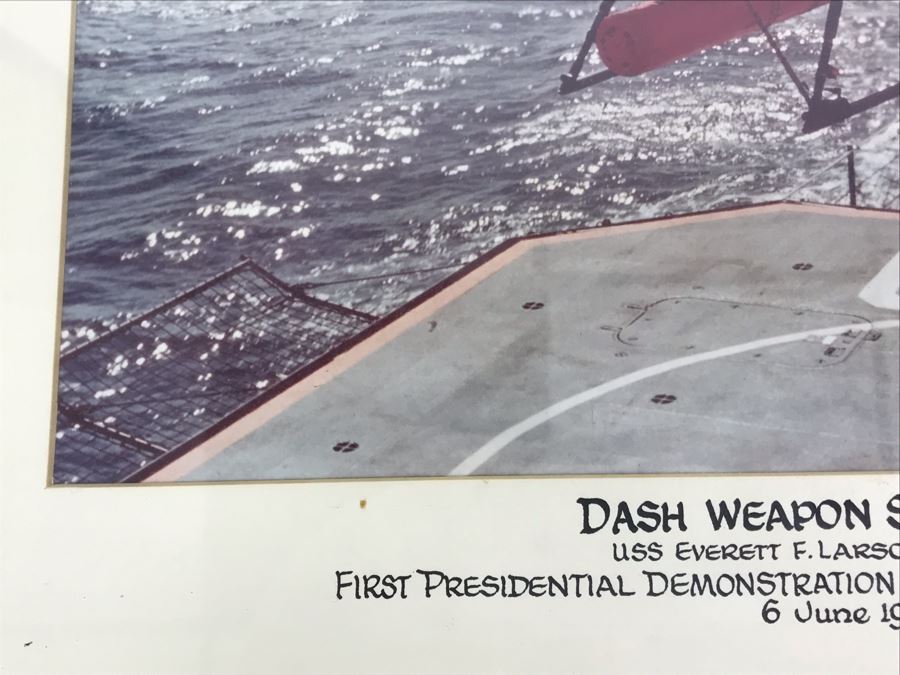 DASH WEAPON S
USS EVERETT F. LARSO
FIRST PRESIDENTIAL DEMONSTRATION
6 June 19